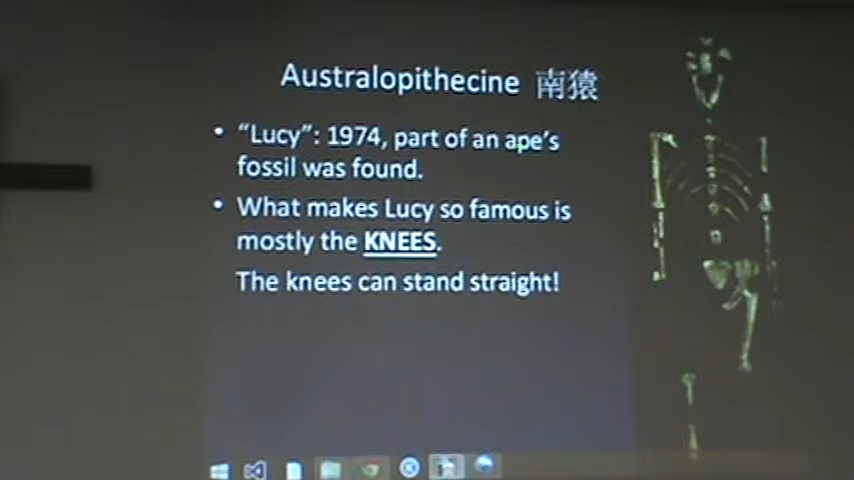 Australopithecine 南猿
• “Lucy”: 1974, part of an ape’s
fossil was found.
• What makes Lucy so famous is
mostly the KNEES.
The knees can stand straight!